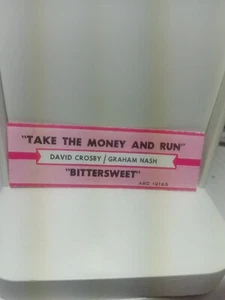 "TAKE THE MONEY AND RUN"
DAVID CROSBY / GRAHAM NASH
"BITTERSWEET"